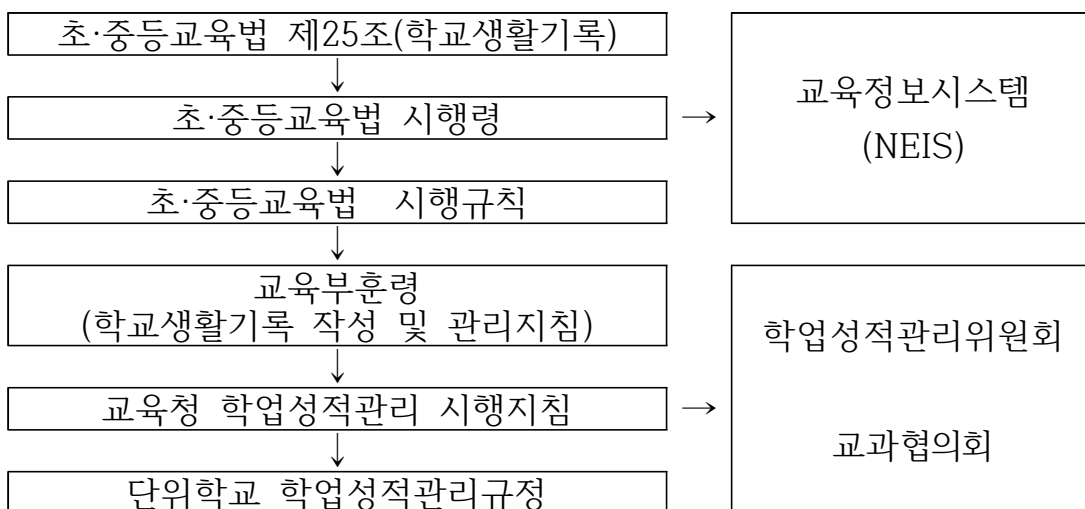 초·중등교육법 제25조(학교생활기록)
↓
초·중등교육법 시행령
→
교육정보시스템
(NEIS)
↓
초·중등교육법 시행규칙
↓
교육부훈령
(학교생활기록 작성 및 관리지침)
↓
교육청 학업성적관리 시행지침
→
학업성적관리위원회
교과협의회
↓
단위학교 학업성적관리규정